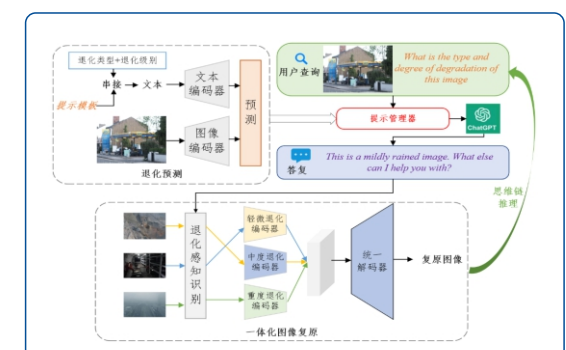 退化类型+退化级别
串接
文本
提示模板
文本
编码器
图像
编码器
预测
退化预测
用户查询
What is the type and
degree of degradation of
this image
提示管理器
ChatGPT
答复
This is a mildly rained image. What else
can I help you with?
思维链
推理
退化感知识别
轻微退化
编码器
中度退化
编码器
重度退化
编码器
统一
解码器
复原图像
一体化图像复原